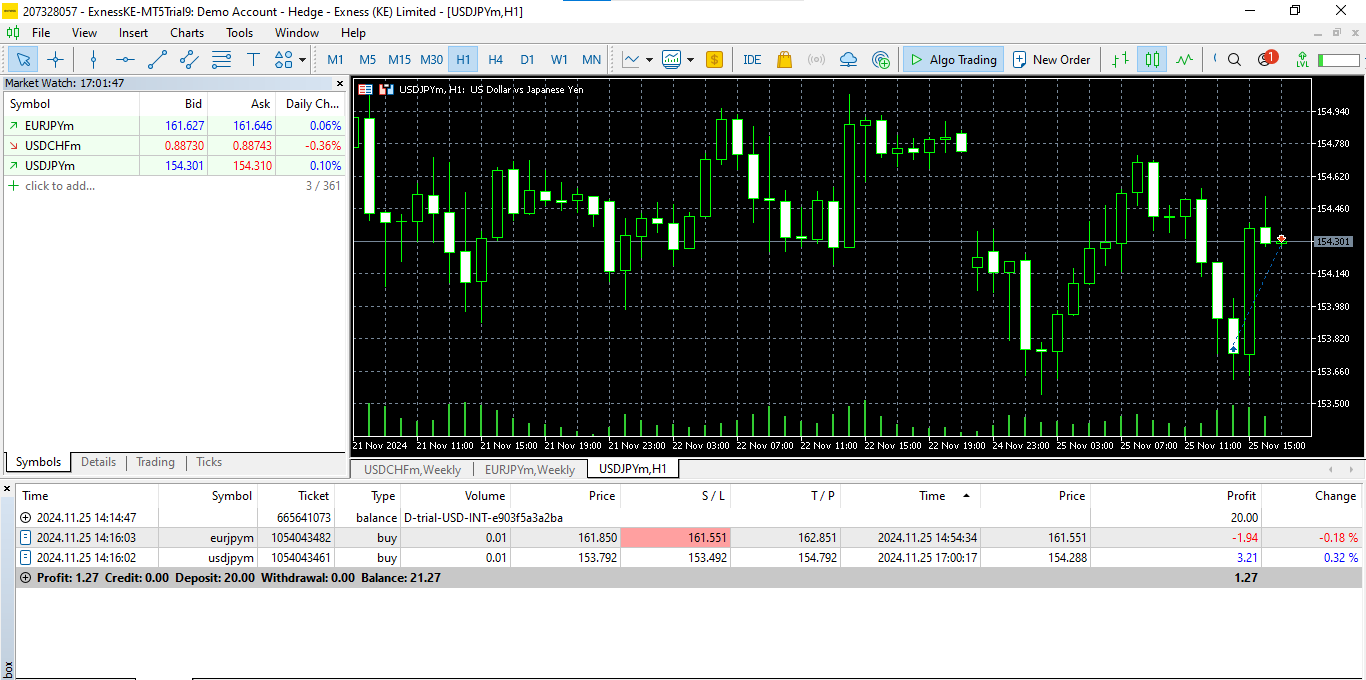 207328057 - ExnessKE-MT5Trial9: Demo Account - Hedge - Exness (KE) Limited - [USDJPYm,H1]
File View Insert Charts Tools Window Help
M1 M5 M15 M30 H1 H4 D1 W1 MN $ IDE Algo Trading New Order 1 LVL
Market Watch: 17:01:47
Symbol Bid Ask Daily Ch...
EURJPYm 161.627 161.646 0.06%
USDCHFm 0.88730 0.88743 -0.36%
USDJPYm 154.301 154.310 0.10%
click to add... 3 / 361
Symbols Details Trading Ticks
USDJPYm, H1: US Dollar vs Japanese Yen
154.940
154.780
154.620
154.460
154.301
154.140
153.980
153.820
153.660
153.500
21 Nov 2024 21 Nov 11:00 21 Nov 15:00 21 Nov 19:00 21 Nov 23:00 22 Nov 03:00 22 Nov 07:00 22 Nov 11:00 22 Nov 15:00 22 Nov 19:00 24 Nov 23:00 25 Nov 03:00 25 Nov 07:00 25 Nov 11:00 25 Nov 15:00
USDCHFm,Weekly EURJPYm,Weekly USDJPYm,H1
Time Symbol Ticket Type Volume Price S / L T / P Time Price Profit Change
2024.11.25 14:14:47 665641073 balance D-trial-USD-INT-e903f5a3a2ba 20.00
2024.11.25 14:16:03 eurjpym 1054043482 buy 0.01 161.850 161.551 162.851 2024.11.25 14:54:34 161.551 -1.94 -0.18 %
2024.11.25 14:16:02 usdjpym 1054043461 buy 0.01 153.792 153.492 154.792 2024.11.25 17:00:17 154.288 3.21 0.32 %
Profit: 1.27 Credit: 0.00 Deposit: 20.00 Withdrawal: 0.00 Balance: 21.27 1.27
box